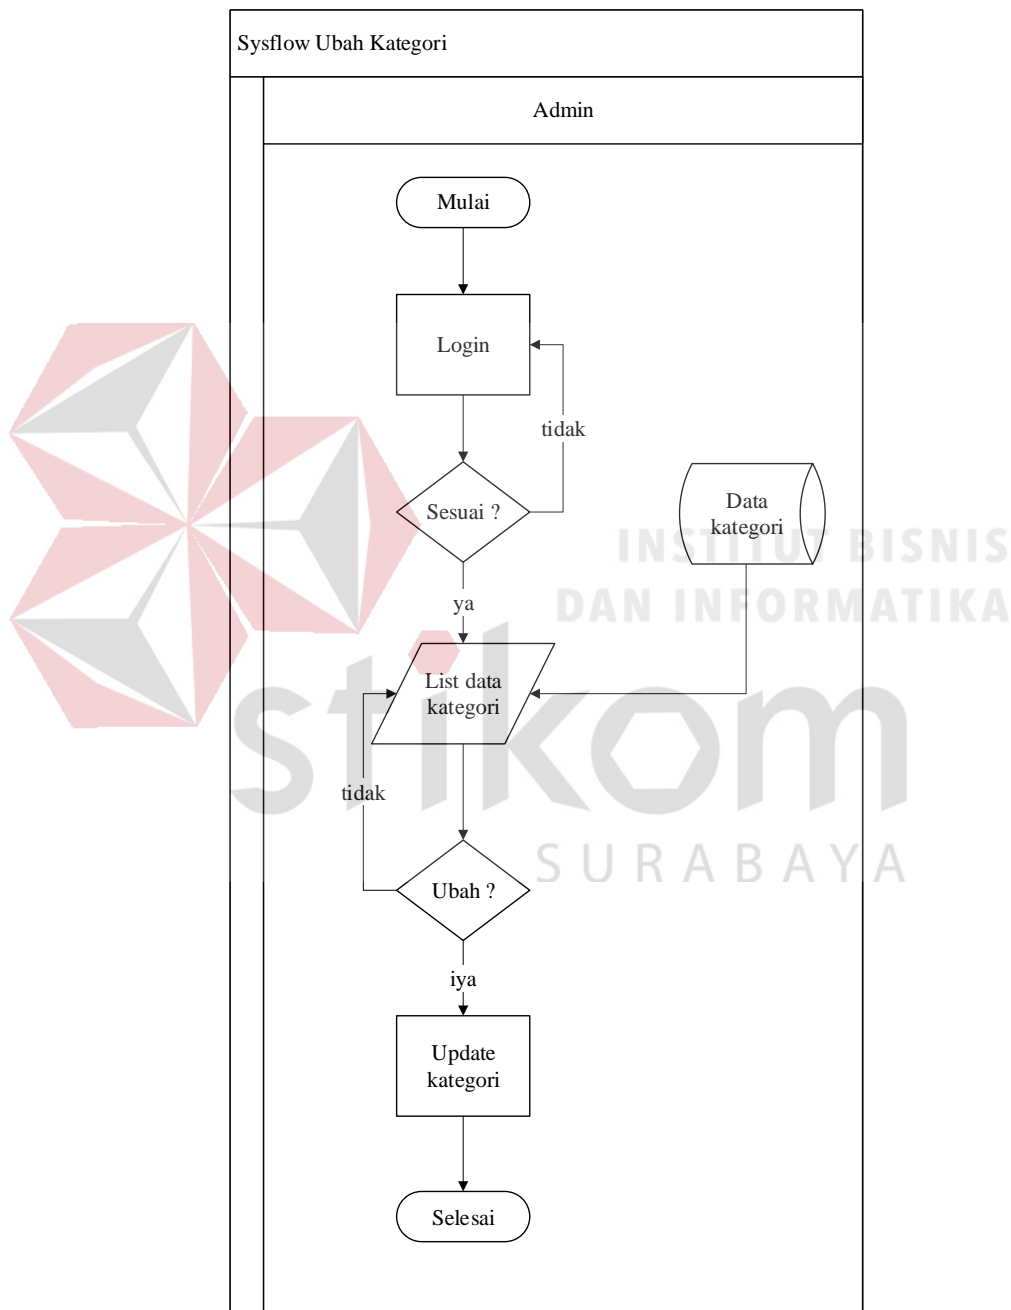 Sysflow Ubah Kategori
Admin
Mulai
Login
tidak
Sesuai ?
Data
kategori
INSTITUT BISNIS
DAN INFORMATIKA
ya
List data
kategori
stikom
tidak
SURABAYA
Ubah ?
iya
Update
kategori
Selesai